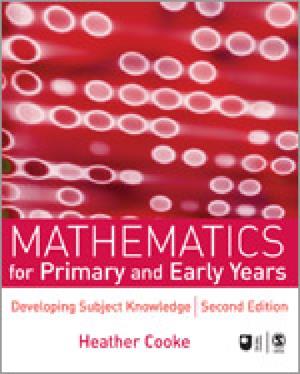 MATHEMATICS
for Primary and Early Years
Developing Subject Knowledge | Second Edition
Heather Cooke